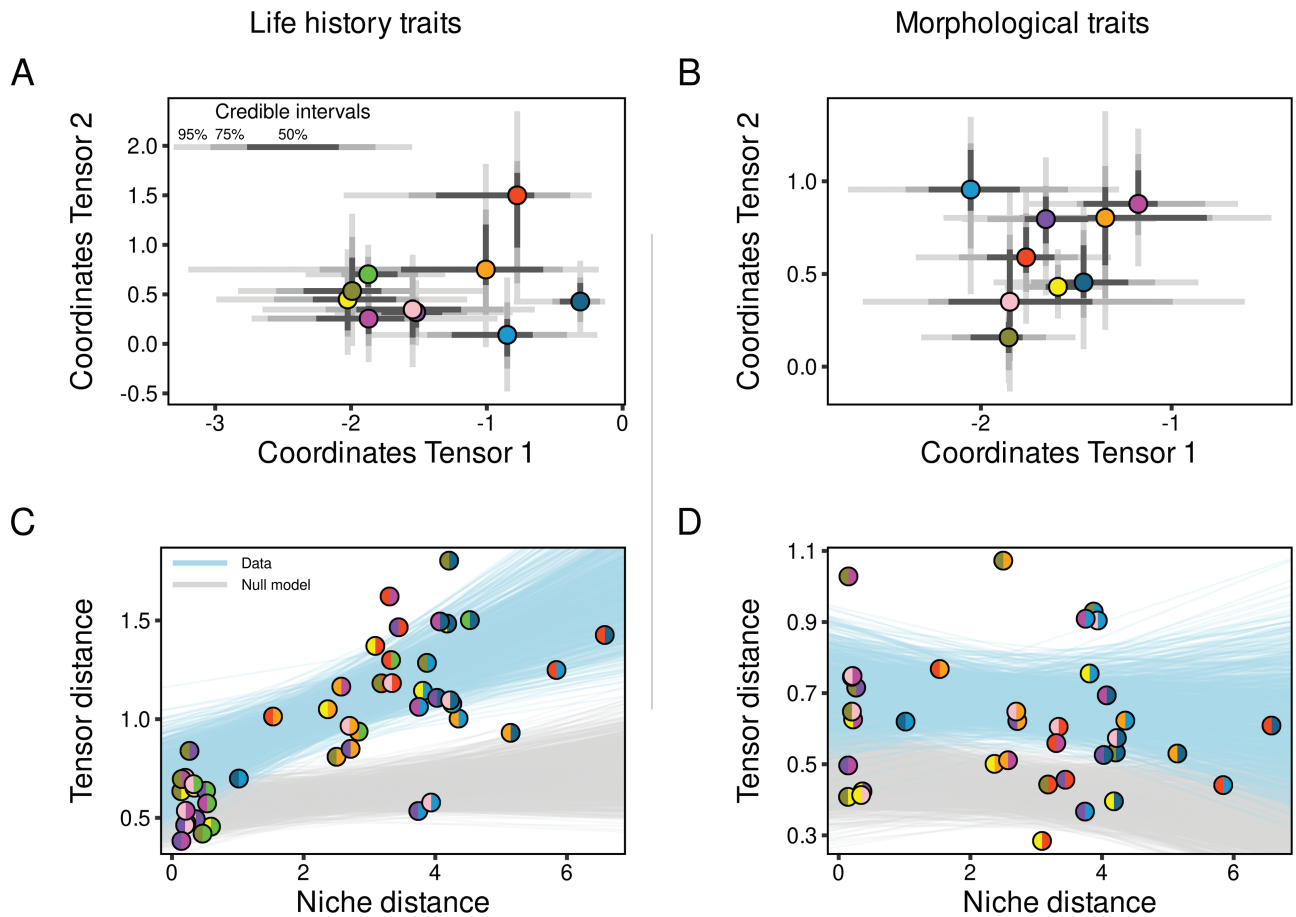 Life history traits
Morphological traits
A
B
Credible intervals
95% 75% 50%
Coordinates Tensor 2
2.0
1.5
1.0
0.5
0.0
-0.5
-3 -2 -1 0
Coordinates Tensor 1
Coordinates Tensor 2
1.0
0.5
0.0
-2 -1
Coordinates Tensor 1
C
D
Data
Null model
Tensor distance
1.5
1.0
0.5
0 2 4 6
Niche distance
Tensor distance
1.1
0.9
0.7
0.5
0.3
0 2 4 6
Niche distance